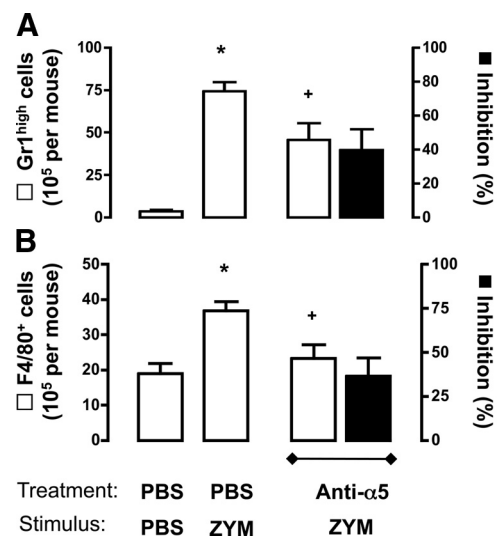 A
□ Gr1high cells
(10⁵ per mouse)
100
75
50
25
0
*
+
100
80
60
40
20
0
■ Inhibition (%)
B
□ F4/80⁺ cells
(10⁵ per mouse)
50
40
30
20
10
0
*
+
100
75
50
25
0
■ Inhibition (%)
Treatment: PBS PBS Anti-α5
Stimulus: PBS ZYM ZYM